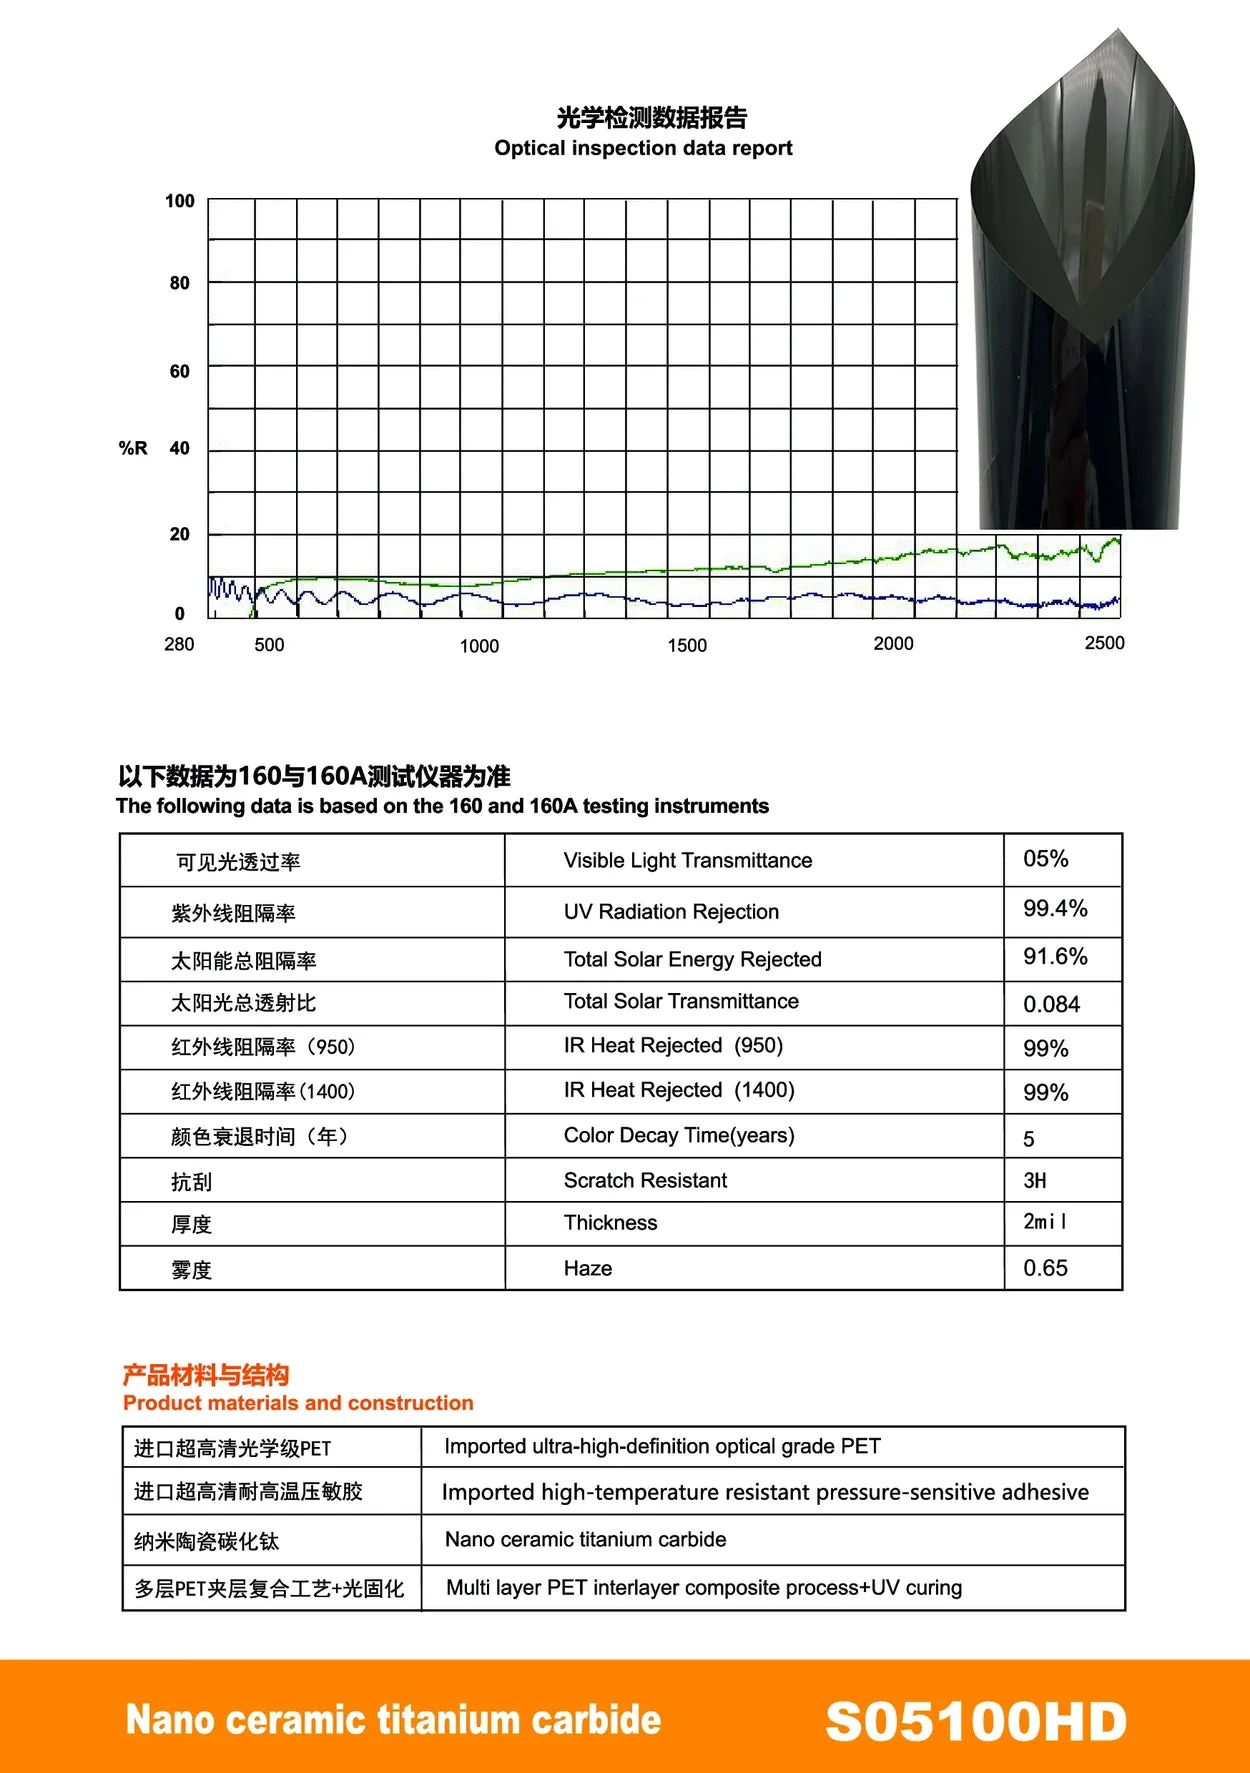 光学检测数据报告
Optical inspection data report
100
80
60
%R 40
20
0
280 500 1000 1500 2000 2500
以下数据为160与160A测试仪器为准
The following data is based on the 160 and 160A testing instruments
可见光透过率 Visible Light Transmittance 05%
紫外线阻隔率 UV Radiation Rejection 99.4%
太阳能总阻隔率 Total Solar Energy Rejected 91.6%
太阳光总透射比 Total Solar Transmittance 0.084
红外线阻隔率（950) IR Heat Rejected (950) 99%
红外线阻隔率(1400) IR Heat Rejected (1400) 99%
颜色衰退时间（年） Color Decay Time(years) 5
抗刮 Scratch Resistant 3H
厚度 Thickness 2mil
雾度 Haze 0.65
产品材料与结构
Product materials and construction
进口超高清光学级PET Imported ultra-high-definition optical grade PET
进口超高清耐高温压敏胶 Imported high-temperature resistant pressure-sensitive adhesive
纳米陶瓷碳化钛 Nano ceramic titanium carbide
多层PET夹层复合工艺+光固化 Multi layer PET interlayer composite process+UV curing
Nano ceramic titanium carbide S05100HD